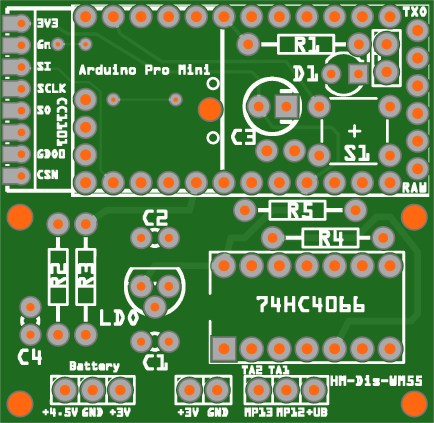 3V3
TXO
Gn
R1
SI
Arduino Pro Mini
D1
SCLK
SO
CC1101
C3
GDO0
S1
CSN
RAW
R5
C2
R4
R2
R3
74HC4066
LDO
C4
C1
TA2 TA1
Battery
HM-Dis-WM55
+4.5V GND +3V
+3V GND
MP13 MP12+UB